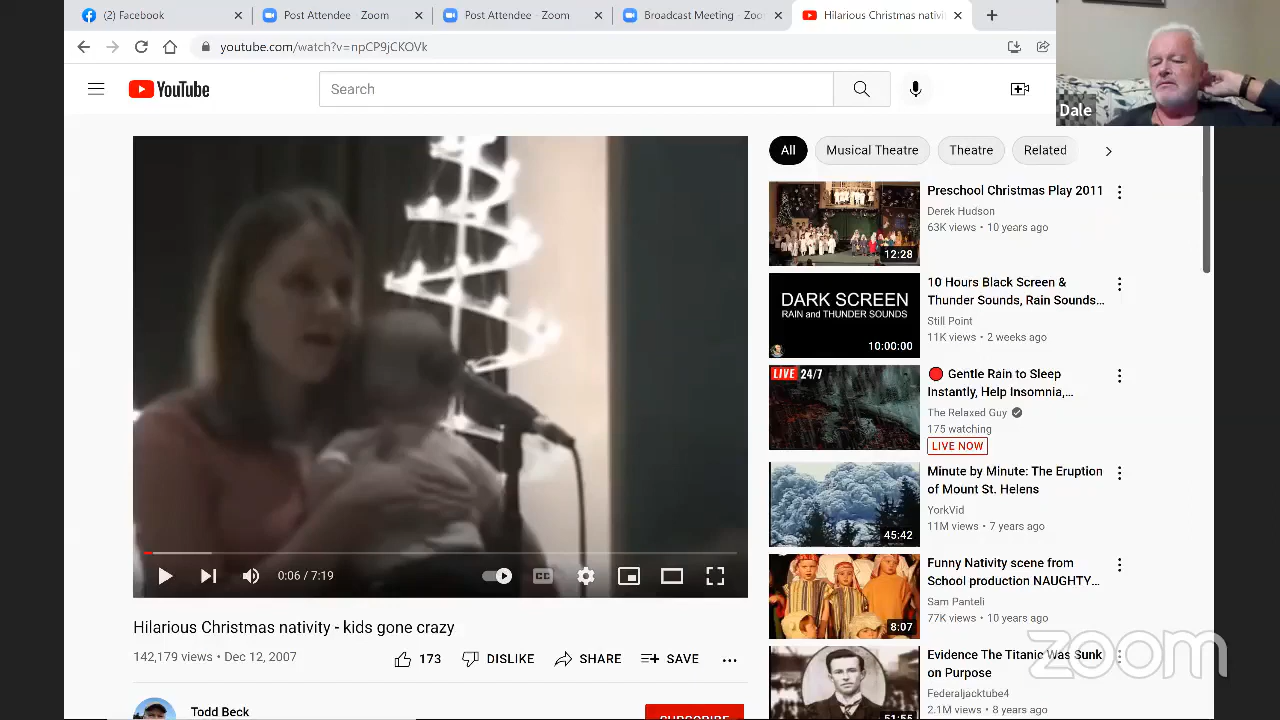 (2) Facebook
Post Attendee - Zoom
Post Attendee - Zoom
Broadcast Meeting - Zoo
Hilarious Christmas nativi
youtube.com/watch?v=npCP9jCKOVk
YouTube
Search
Dale
All
Musical Theatre
Theatre
Related
Preschool Christmas Play 2011
Derek Hudson
63K views • 10 years ago
12:28
DARK SCREEN
RAIN and THUNDER SOUNDS
10:00:00
10 Hours Black Screen &
Thunder Sounds, Rain Sounds...
Still Point
11K views • 2 weeks ago
LIVE 24/7
Gentle Rain to Sleep
Instantly, Help Insomnia,...
The Relaxed Guy
175 watching
LIVE NOW
Minute by Minute: The Eruption
of Mount St. Helens
YorkVid
11M views • 7 years ago
45:42
Funny Nativity scene from
School production NAUGHTY...
Sam Panteli
77K views • 10 years ago
8:07
Evidence The Titanic Was Sunk
on Purpose
Federaljacktube4
2.1M views • 8 years ago
51:55
0:06 / 7:19
CC
Hilarious Christmas nativity - kids gone crazy
142,179 views • Dec 12, 2007
173
DISLIKE
SHARE
SAVE
Todd Beck
SUBSCRIBE
zoom